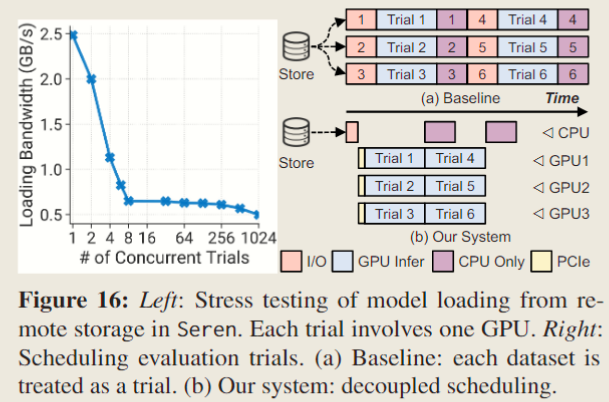 Loading Bandwidth (GB/s)
2.5
2.0
1.5
1.0
0.5
1 2 4 8 16 64 256 1024
# of Concurrent Trials
Store
1 Trial 1 1 4 Trial 4 4
2 Trial 2 2 5 Trial 5 5
3 Trial 3 3 6 Trial 6 6
(a) Baseline Time
Store
CPU
Trial 1 Trial 4 GPU1
Trial 2 Trial 5 GPU2
Trial 3 Trial 6 GPU3
(b) Our System
I/O GPU Infer CPU Only PCIe
Figure 16: Left: Stress testing of model loading from re-
mote storage in Seren. Each trial involves one GPU. Right:
Scheduling evaluation trials. (a) Baseline: each dataset is
treated as a trial. (b) Our system: decoupled scheduling.